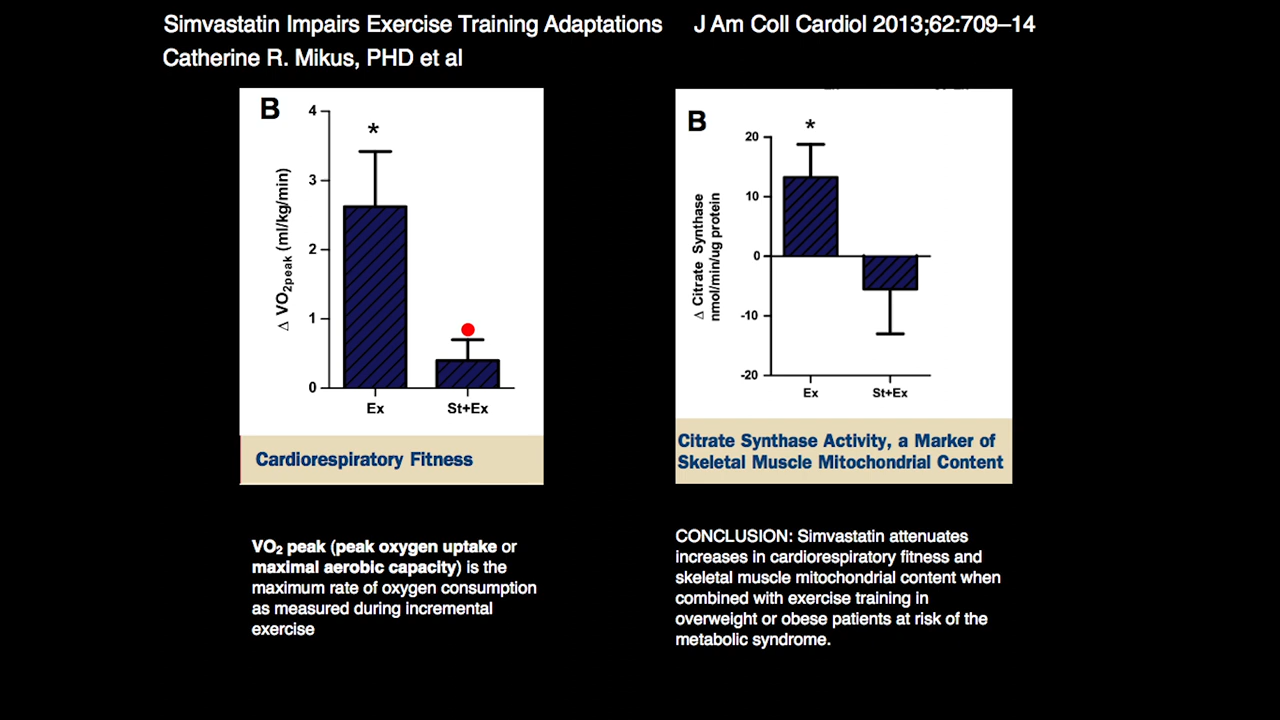 Simvastatin Impairs Exercise Training Adaptations J Am Coll Cardiol 2013;62:709–14
Catherine R. Mikus, PHD et al
B
4
3
2
1
0
*
Δ VO2peak (ml/kg/min)
Ex St+Ex
Cardiorespiratory Fitness
B
20
10
0
-10
-20
*
Δ Citrate Synthase
nmol/min/ug protein
Ex St+Ex
Citrate Synthase Activity, a Marker of
Skeletal Muscle Mitochondrial Content
VO₂ peak (peak oxygen uptake or
maximal aerobic capacity) is the
maximum rate of oxygen consumption
as measured during incremental
exercise
CONCLUSION: Simvastatin attenuates
increases in cardiorespiratory fitness and
skeletal muscle mitochondrial content when
combined with exercise training in
overweight or obese patients at risk of the
metabolic syndrome.